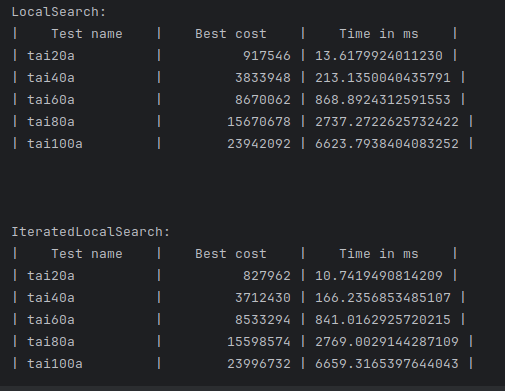 LocalSearch:
|    Test name    |    Best cost    |    Time in ms    |
| tai20a          |          917546 | 13.6179924011230 |
| tai40a          |         3833948 | 213.1350040435791 |
| tai60a          |         8670062 | 868.8924312591553 |
| tai80a          |        15670678 | 2737.2722625732422 |
| tai100a         |        23942092 | 6623.7938404083252 |
IteratedLocalSearch:
|    Test name    |    Best cost    |    Time in ms    |
| tai20a          |          827962 | 10.7419490814209 |
| tai40a          |         3712430 | 166.2356853485107 |
| tai60a          |         8533294 | 841.0162925720215 |
| tai80a          |        15598574 | 2769.0029144287109 |
| tai100a         |        23996732 | 6659.3165397644043 |